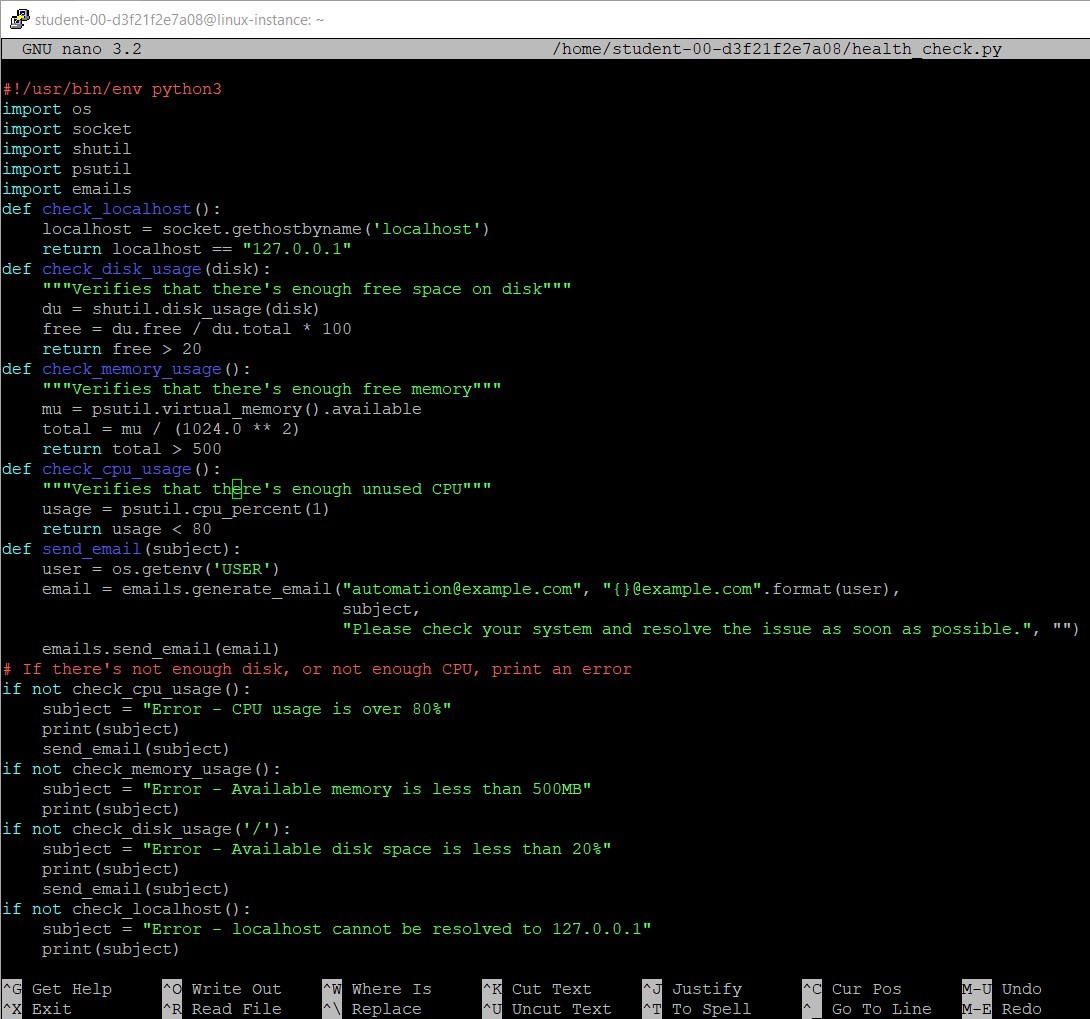 student-00-d3f21f2e7a08@linux-instance: ~
GNU nano 3.2 /home/student-00-d3f21f2e7a08/health_check.py
#!/usr/bin/env python3
import os
import socket
import shutil
import psutil
import emails
def check_localhost():
    localhost = socket.gethostbyname('localhost')
    return localhost == "127.0.0.1"
def check_disk_usage(disk):
    """Verifies that there's enough free space on disk"""
    du = shutil.disk_usage(disk)
    free = du.free / du.total * 100
    return free > 20
def check_memory_usage():
    """Verifies that there's enough free memory"""
    mu = psutil.virtual_memory().available
    total = mu / (1024.0 ** 2)
    return total > 500
def check_cpu_usage():
    """Verifies that there's enough unused CPU"""
    usage = psutil.cpu_percent(1)
    return usage < 80
def send_email(subject):
    user = os.getenv('USER')
    email = emails.generate_email("automation@example.com", "{}@example.com".format(user),
                                  subject,
                                  "Please check your system and resolve the issue as soon as possible.", "")
    emails.send_email(email)
# If there's not enough disk, or not enough CPU, print an error
if not check_cpu_usage():
    subject = "Error - CPU usage is over 80%"
    print(subject)
    send_email(subject)
if not check_memory_usage():
    subject = "Error - Available memory is less than 500MB"
    print(subject)
if not check_disk_usage('/'):
    subject = "Error - Available disk space is less than 20%"
    print(subject)
    send_email(subject)
if not check_localhost():
    subject = "Error - localhost cannot be resolved to 127.0.0.1"
    print(subject)
^G Get Help ^O Write Out ^W Where Is ^K Cut Text ^J Justify ^C Cur Pos M-U Undo
^X Exit ^R Read File ^\ Replace ^U Uncut Text ^T To Spell ^_ Go To Line M-E Redo